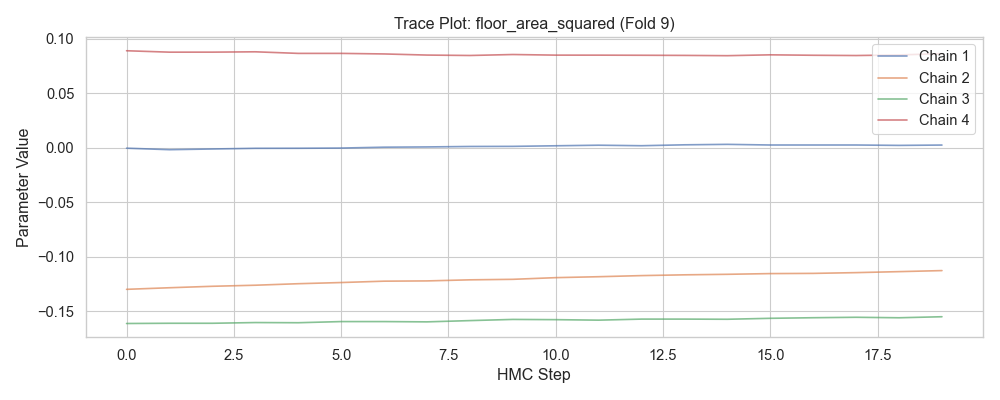 Trace Plot: floor_area_squared (Fold 9)
0.10
0.05
0.00
−0.05
−0.10
−0.15
Parameter Value
Chain 1
Chain 2
Chain 3
Chain 4
0.0 2.5 5.0 7.5 10.0 12.5 15.0 17.5
HMC Step